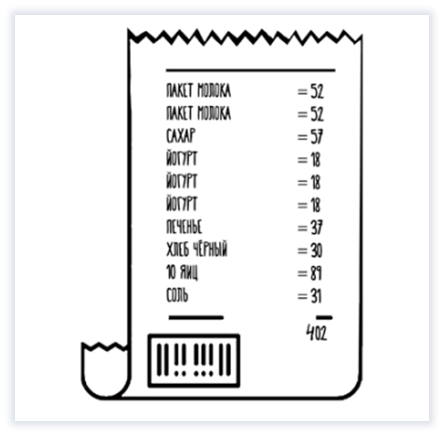 ПАКЕТ МОЛОКА = 52
ПАКЕТ МОЛОКА = 52
САХАР = 57
ЙОГУРТ = 18
ЙОГУРТ = 18
ЙОГУРТ = 18
ПЕЧЕНЬЕ = 37
ХЛЕБ ЧЁРНЫЙ = 30
10 ЯИЦ = 89
СОЛЬ = 31
402